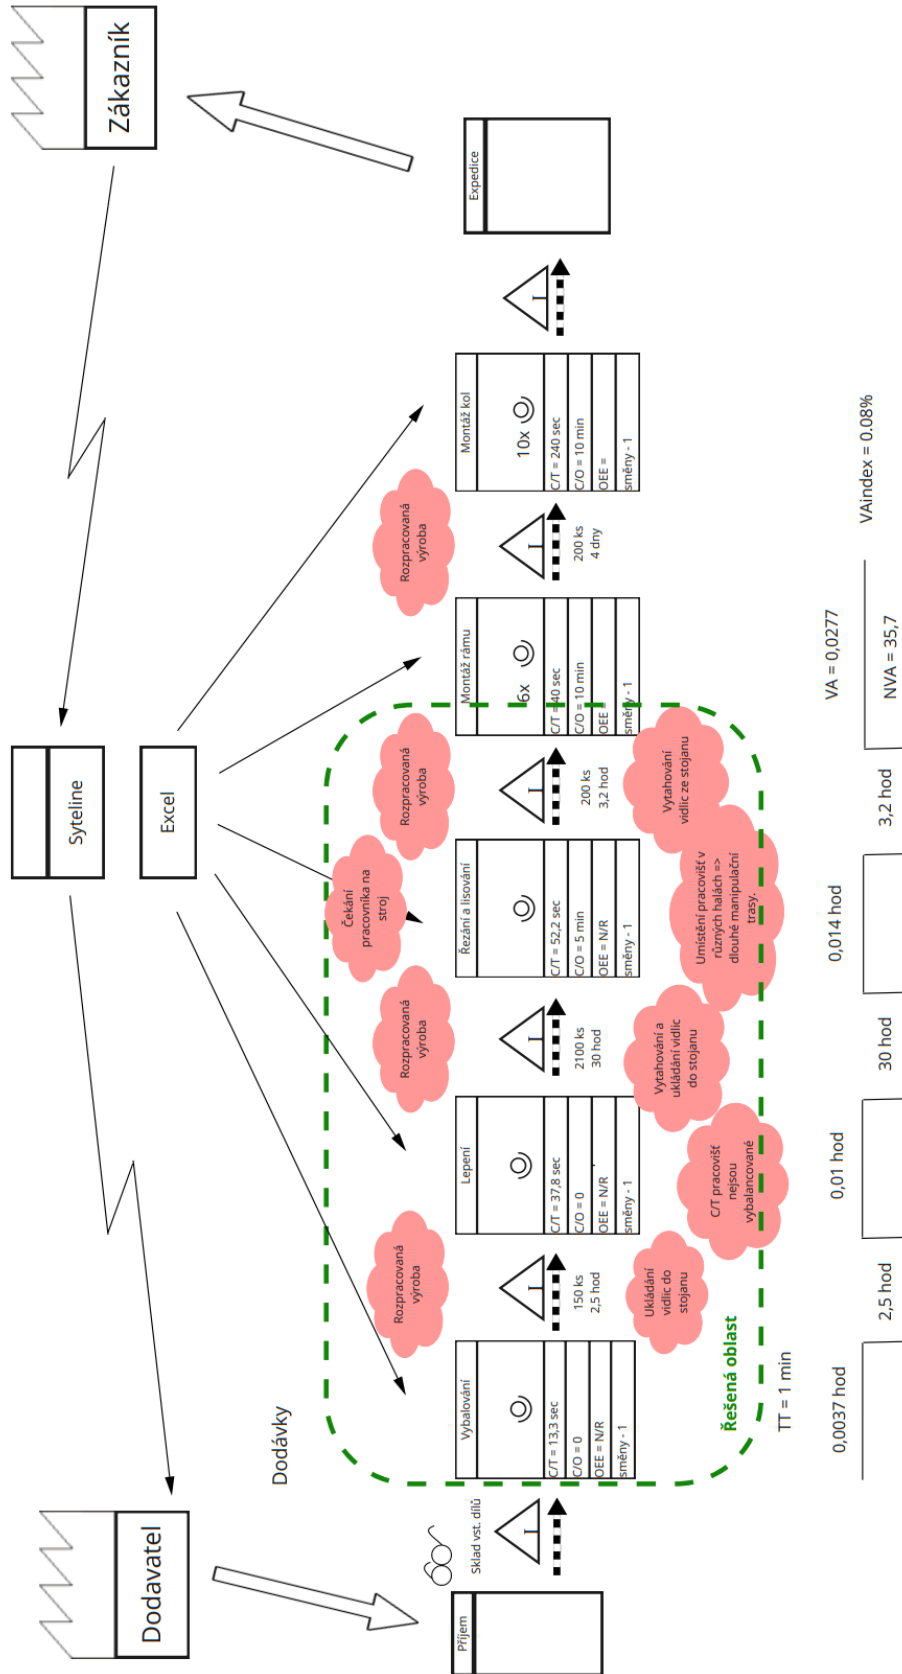 Zákazník
Syteline
Excel
Dodavatel
Dodávky
Příjem
Sklad vst. dílů
I
Vybalování
C/T = 13,3 sec
C/O = 0
OEE = N/R
směny - 1
Rozpracovaná
výroba
I
150 ks
2,5 hod
Ukládání
vidlic do
stojanu
Lepení
C/T = 37,8 sec
C/O = 0
OEE = N/R
směny - 1
C/T pracovišť
nejsou
vybalancované
Rozpracovaná
výroba
I
2100 ks
30 hod
Vytahování a
ukládání vidlic
do stojanu
Čekání
pracovníka na
stroj
Řezání a lisování
C/T = 52,2 sec
C/O = 5 min
OEE = N/R
směny - 1
Umístění pracovišť v
různých halách =>
dlouhé manipulační
trasy.
Rozpracovaná
výroba
I
200 ks
3,2 hod
Vytahování
vidlic ze stojanu
Montáž rámu
6x
C/T = 40 sec
C/O = 10 min
OEE =
směny - 1
Rozpracovaná
výroba
I
200 ks
4 dny
Montáž kol
10x
C/T = 240 sec
C/O = 10 min
OEE =
směny - 1
I
Expedice
Řešená oblast
TT = 1 min
0,0037 hod
2,5 hod
0,01 hod
30 hod
0,014 hod
3,2 hod
VA = 0,0277
NVA = 35,7
VAindex = 0.08%